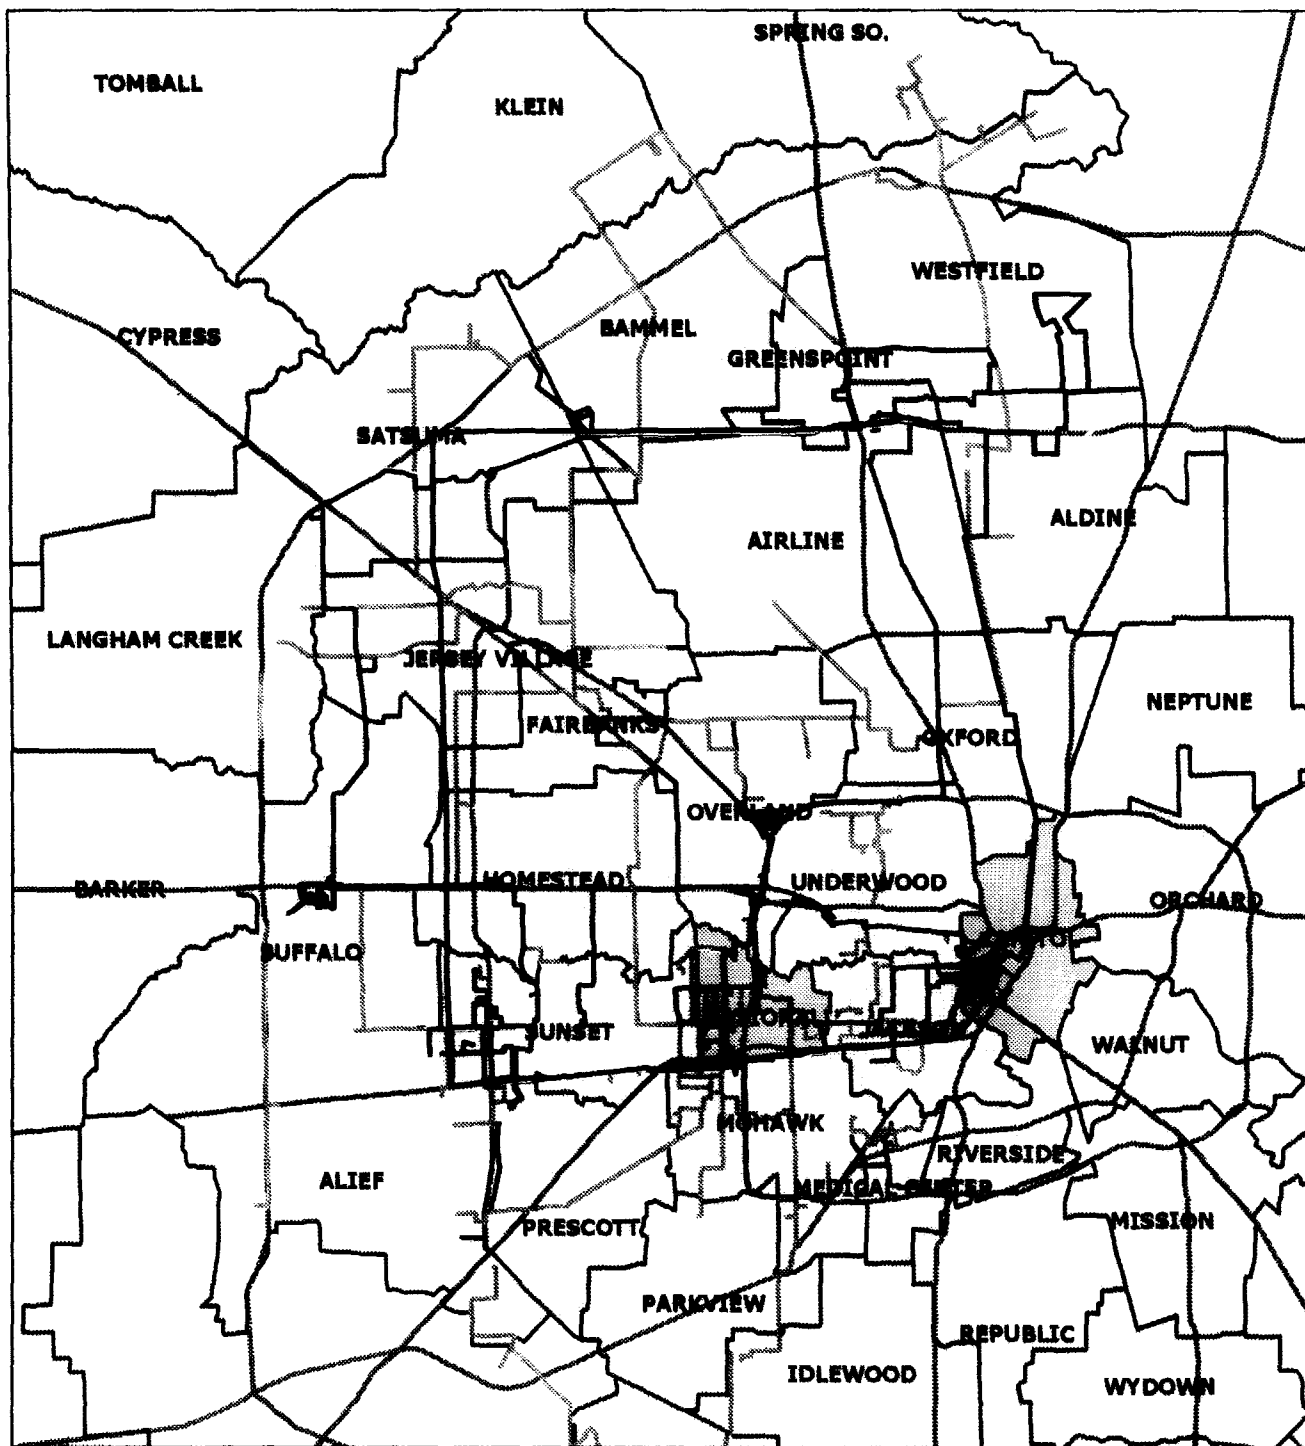 SPRING SO.
TOMBALL
KLEIN
WESTFIELD
BAMMEL
CYPRESS
GREENSPOINT
SATSUMA
ALDINE
AIRLINE
LANGHAM CREEK
JERSEY VILLAGE
NEPTUNE
FAIRBANKS
OXFORD
OVERLAND
HOMESTEAD
UNDERWOOD
BARKER
ORCHARD
BUFFALO
SUNSET
WALNUT
MOHAWK
RIVERSIDE
ALIEF
MEDICAL CENTER
PRESCOTT
MISSION
PARKVIEW
REPUBLIC
IDLEWOOD
WYDOWN